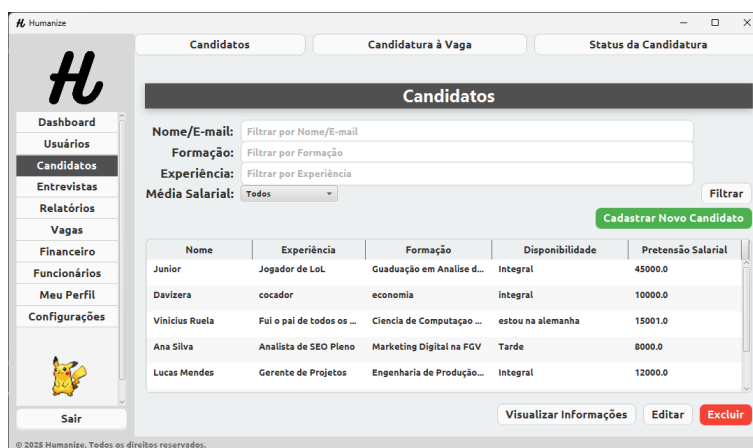 Humanize
Candidatos Candidatura à Vaga Status da Candidatura
H
Candidatos
Dashboard
Usuários
Candidatos
Entrevistas
Relatórios
Vagas
Financeiro
Funcionários
Meu Perfil
Configurações
Sair
Nome/E-mail: Filtrar por Nome/E-mail
Formação: Filtrar por Formação
Experiência: Filtrar por Experiência
Média Salarial: Todos Filtrar
Cadastrar Novo Candidato
Nome Experiência Formação Disponibilidade Pretensão Salarial
Junior Jogador de LoL Guaduação em Analise d... Integral 45000.0
Davizera cocador economia integral 10000.0
Vinicius Ruela Fui o pai de todos os ... Ciencia de Computaçao ... estou na alemanha 15001.0
Ana Silva Analista de SEO Pleno Marketing Digital na FGV Tarde 8000.0
Lucas Mendes Gerente de Projetos Engenharia de Produção... Integral 12000.0
Visualizar Informações Editar Excluir
© 2025 Humanize. Todos os direitos reservados.